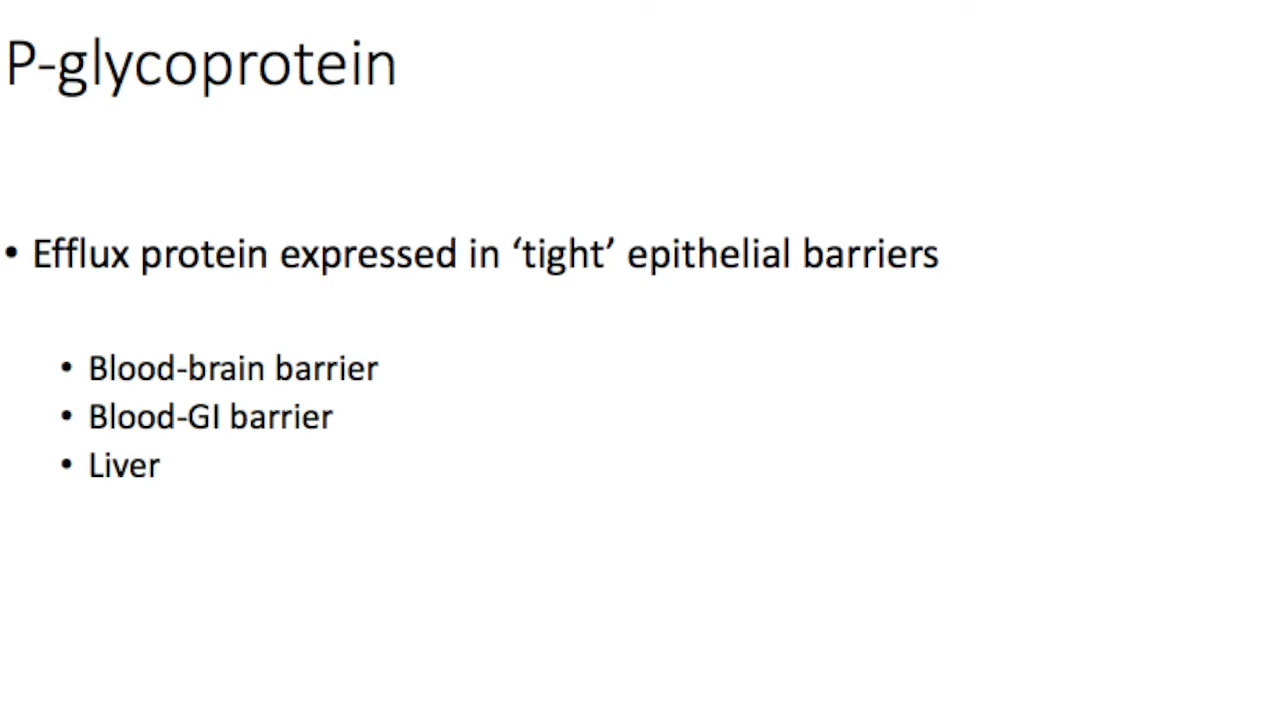 P-glycoprotein
• Efflux protein expressed in ‘tight’ epithelial barriers
• Blood-brain barrier
• Blood-GI barrier
• Liver